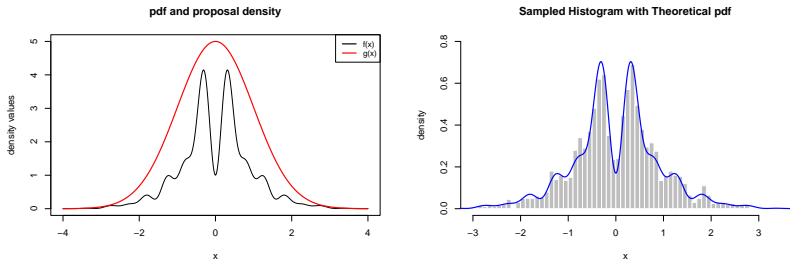 pdf and proposal density
f(x)
g(x)
density values
5
4
3
2
1
0
−4
−2
0
2
4
x
Sampled Histogram with Theoretical pdf
density
0.8
0.6
0.4
0.2
0.0
−3
−2
−1
0
1
2
3
x